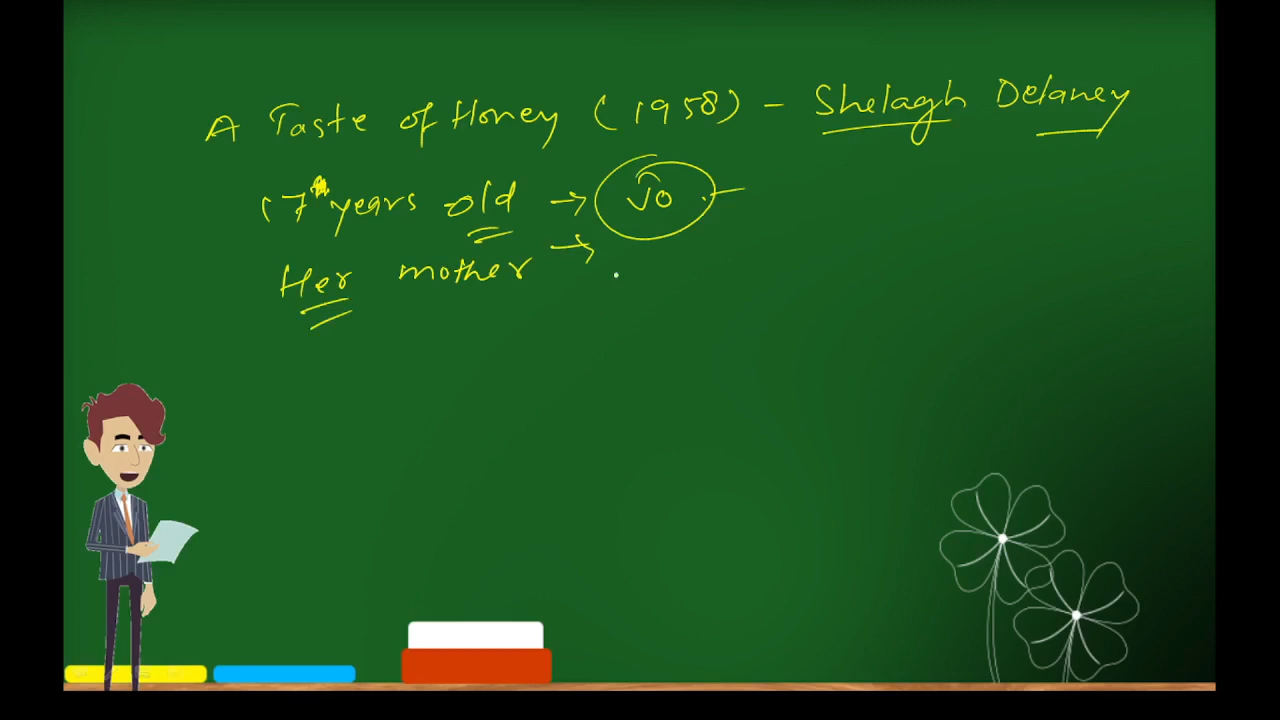 A Taste of Honey (1958) - Shelagh Delaney
17 years old → Jo -
Her mother →